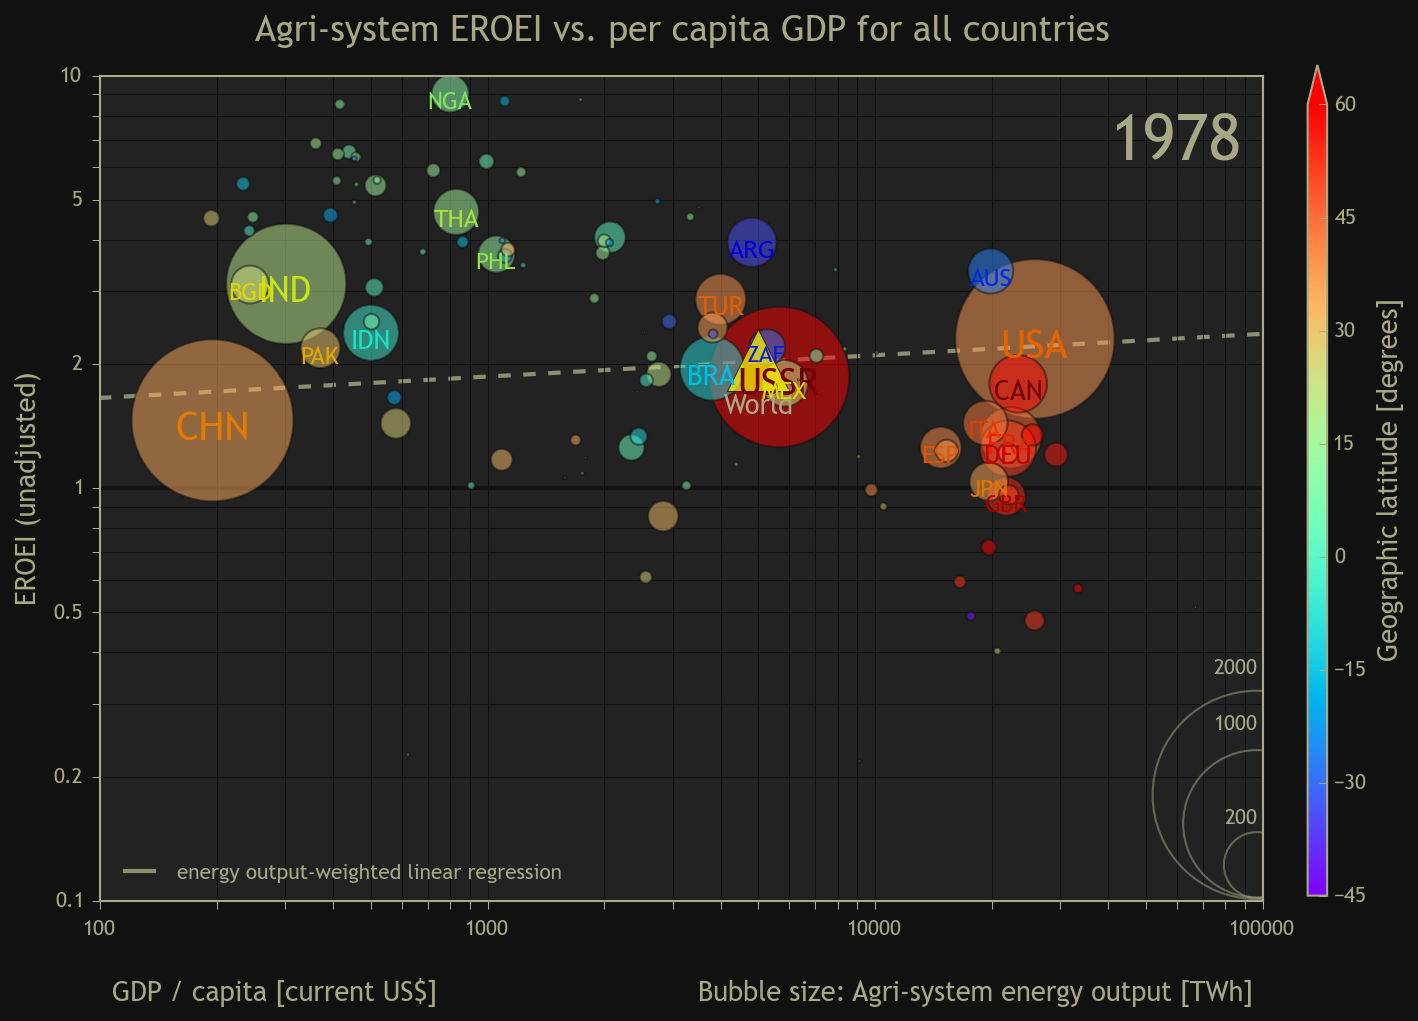 Agri-system EROEI vs. per capita GDP for all countries
1978
EROEI (unadjusted)
10
5
2
1
0.5
0.2
0.1
NGA
THA
PHL
ARG
AUS
BGD
IND
TUR
IDN
PAK
ZAF
USA
BRA
USSR
MEX
World
CAN
CHN
ITA
ESP
DEU
JPN
GBR
2000
1000
200
energy output-weighted linear regression
100
1000
10000
100000
GDP / capita [current US$]
Bubble size: Agri-system energy output [TWh]
60
45
30
15
0
−15
−30
−45
Geographic latitude [degrees]